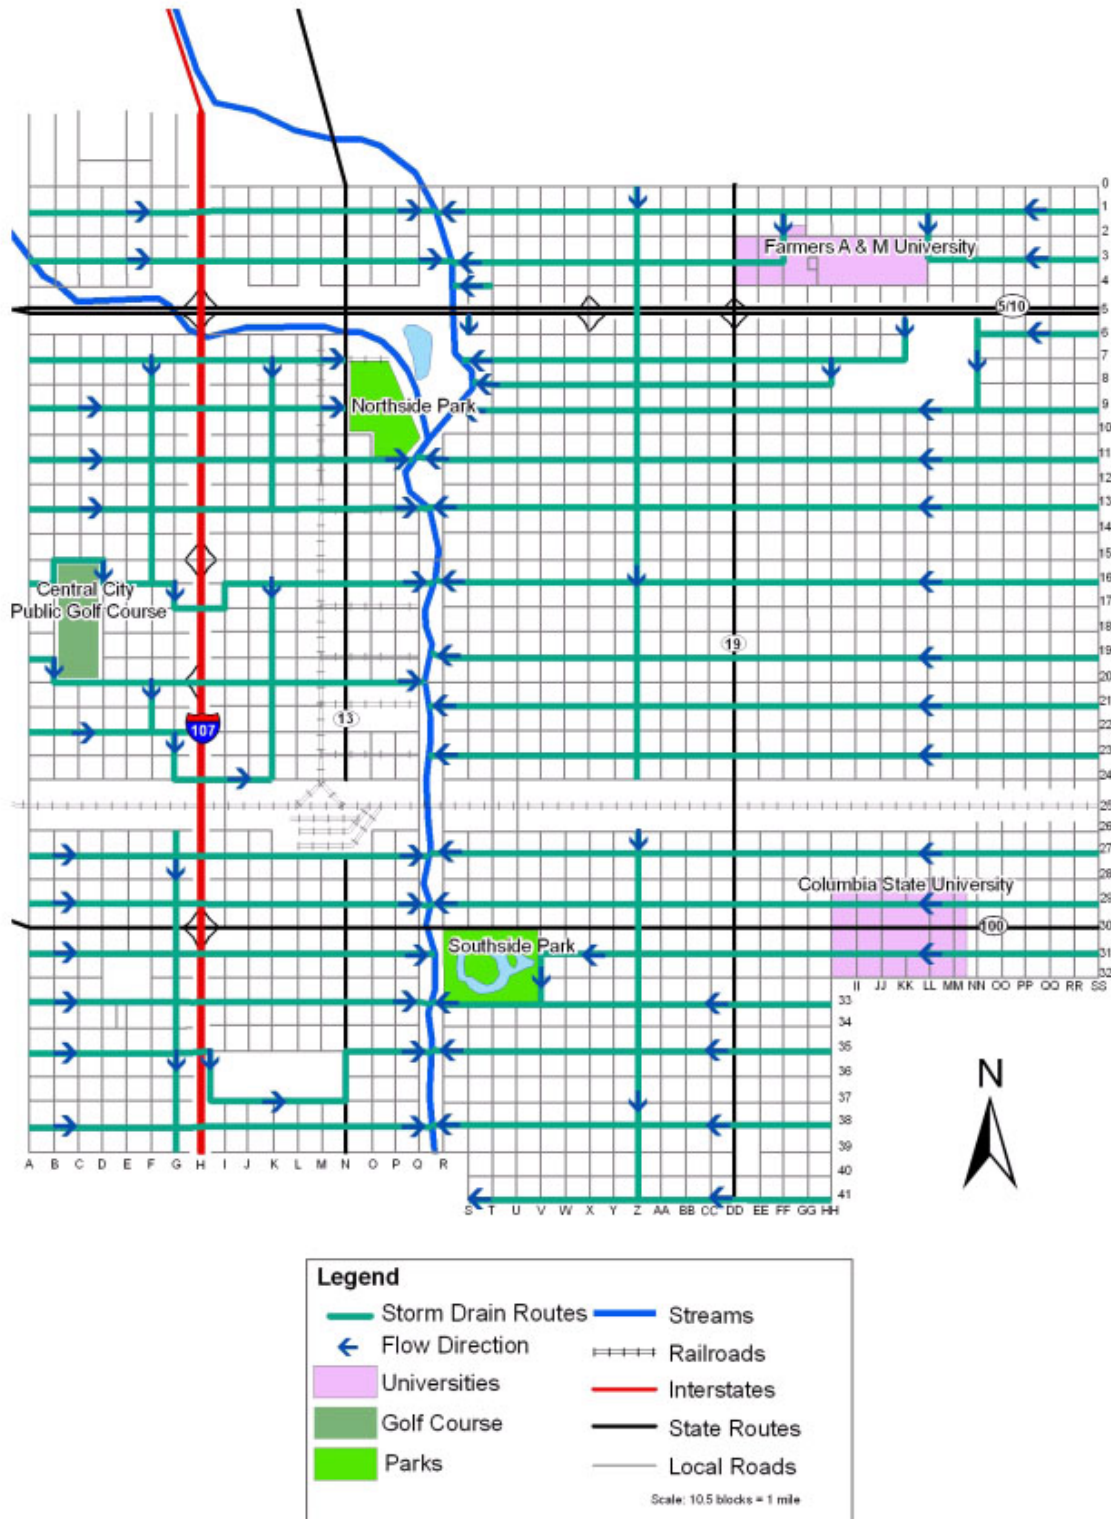 0
1
2
Farmers A & M University
3
4
5/10
5
6
7
8
Northside Park
9
10
11
12
13
14
15
Central City
Public Golf Course
16
17
18
19
19
20
21
13
107
22
23
24
25
26
27
28
Columbia State University
29
100
30
Southside Park
31
32
II JJ KK LL MM NN OO PP QQ RR SS
33
34
35
36
37
38
39
40
41
A B C D E F G H I J K L M N O P Q R
S T U V W X Y Z AA BB CC DD EE FF GG HH
N
Legend
Storm Drain Routes
Flow Direction
Universities
Golf Course
Parks
Streams
Railroads
Interstates
State Routes
Local Roads
Scale: 10.5 blocks = 1 mile